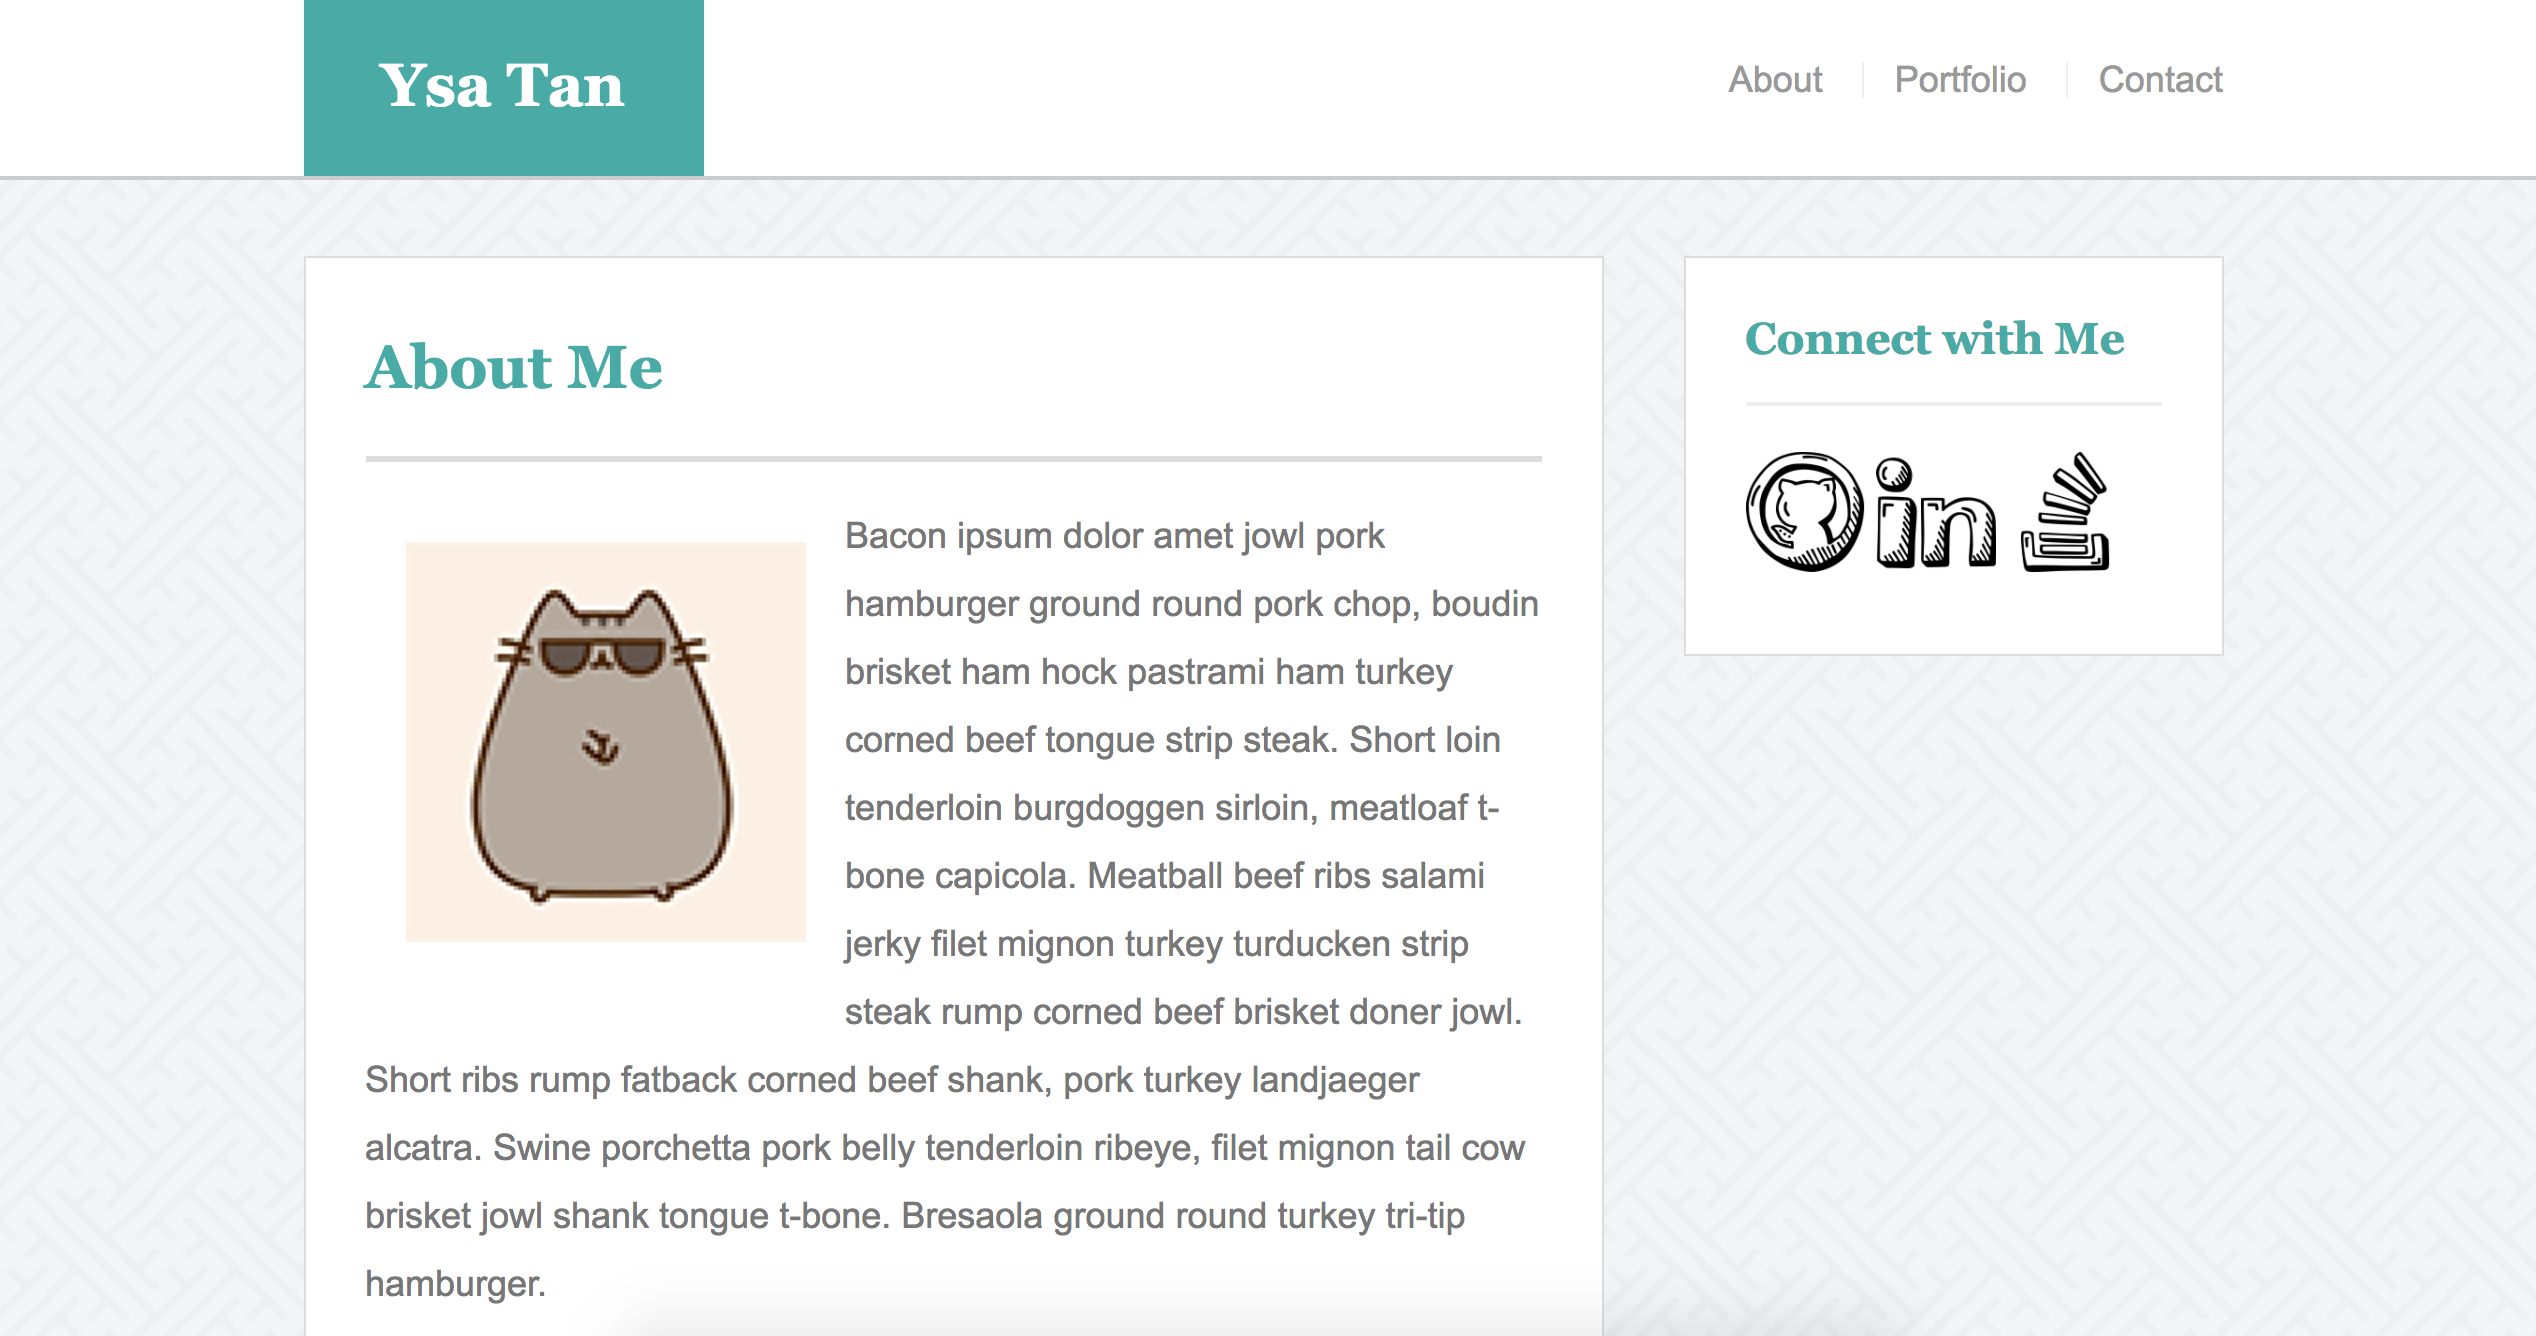 Ysa Tan
About
Portfolio
Contact
About Me
Bacon ipsum dolor amet jowl pork
hamburger ground round pork chop, boudin
brisket ham hock pastrami ham turkey
corned beef tongue strip steak. Short loin
tenderloin burgdoggen sirloin, meatloaf t-
bone capicola. Meatball beef ribs salami
jerky filet mignon turkey turducken strip
steak rump corned beef brisket doner jowl.
Short ribs rump fatback corned beef shank, pork turkey landjaeger
alcatra. Swine porchetta pork belly tenderloin ribeye, filet mignon tail cow
brisket jowl shank tongue t-bone. Bresaola ground round turkey tri-tip
hamburger.
Connect with Me
in